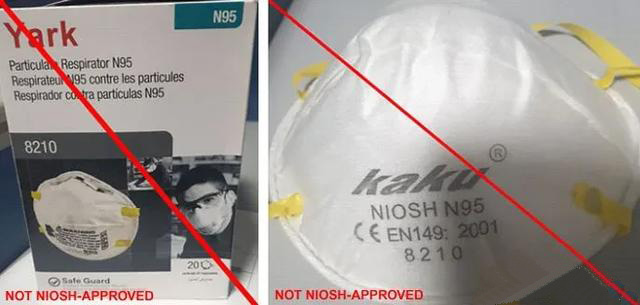 N95
Yark
Particulate Respirator N95
Respirateur N95 contre les particules
Respirador contra particulas N95
8210
20
Safe Guard
NOT NIOSH-APPROVED
kaku®
NIOSH N95
CE EN149: 2001
8210
NOT NIOSH-APPROVED